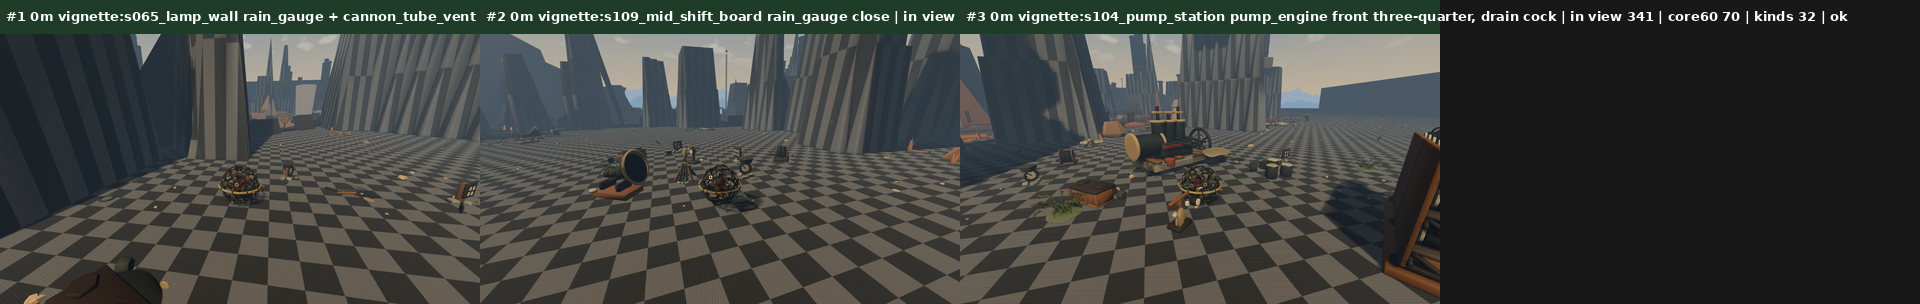 #1 0m vignette:s065_lamp_wall rain_gauge + cannon_tube_vent
#2 0m vignette:s109_mid_shift_board rain_gauge close | in view
#3 0m vignette:s104_pump_station pump_engine front three-quarter, drain cock | in view 341 | core60 70 | kinds 32 | ok